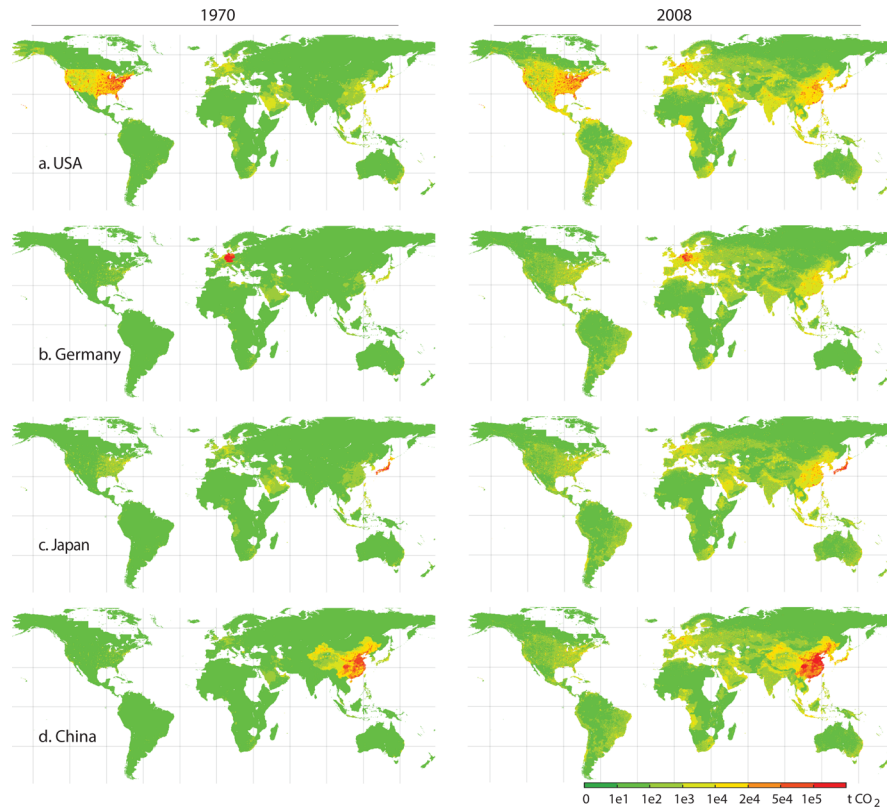 1970
2008
a. USA
b. Germany
c. Japan
d. China
0 1e1 1e2 1e3 1e4 2e4 5e4 1e5 t CO₂